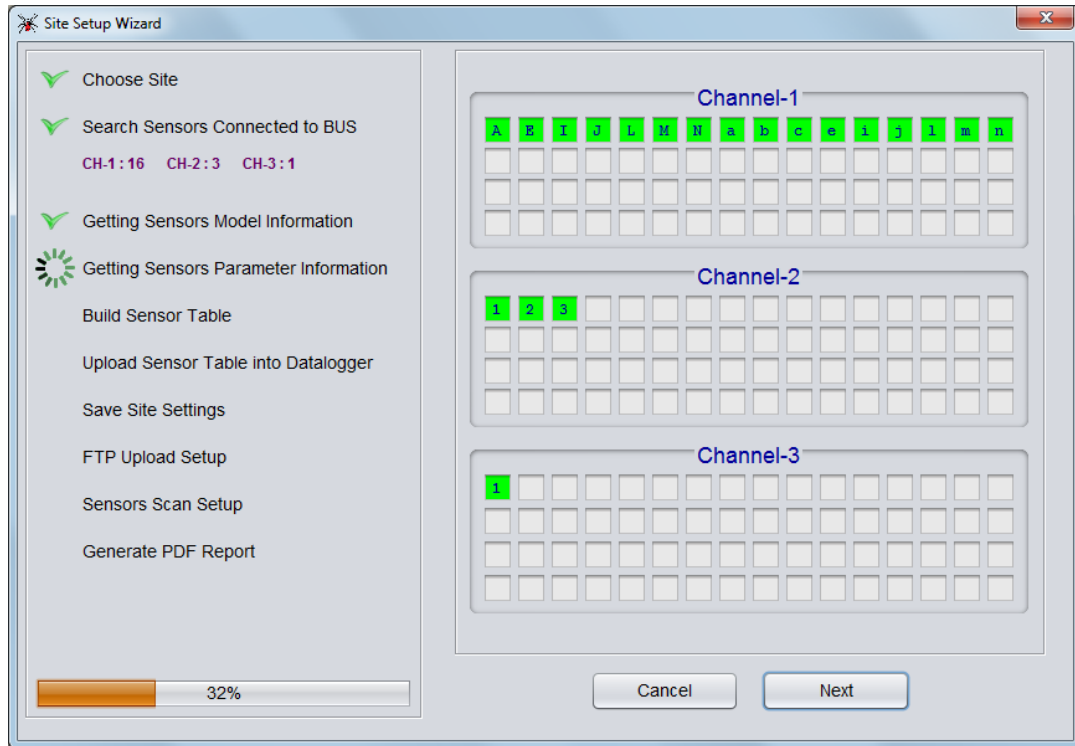 Site Setup Wizard
Choose Site
Search Sensors Connected to BUS
CH-1 : 16 CH-2 : 3 CH-3 : 1
Getting Sensors Model Information
Getting Sensors Parameter Information
Build Sensor Table
Upload Sensor Table into Datalogger
Save Site Settings
FTP Upload Setup
Sensors Scan Setup
Generate PDF Report
32%
Channel-1
A E I J L M N a b c e i j l m n
Channel-2
1 2 3
Channel-3
1
Cancel Next